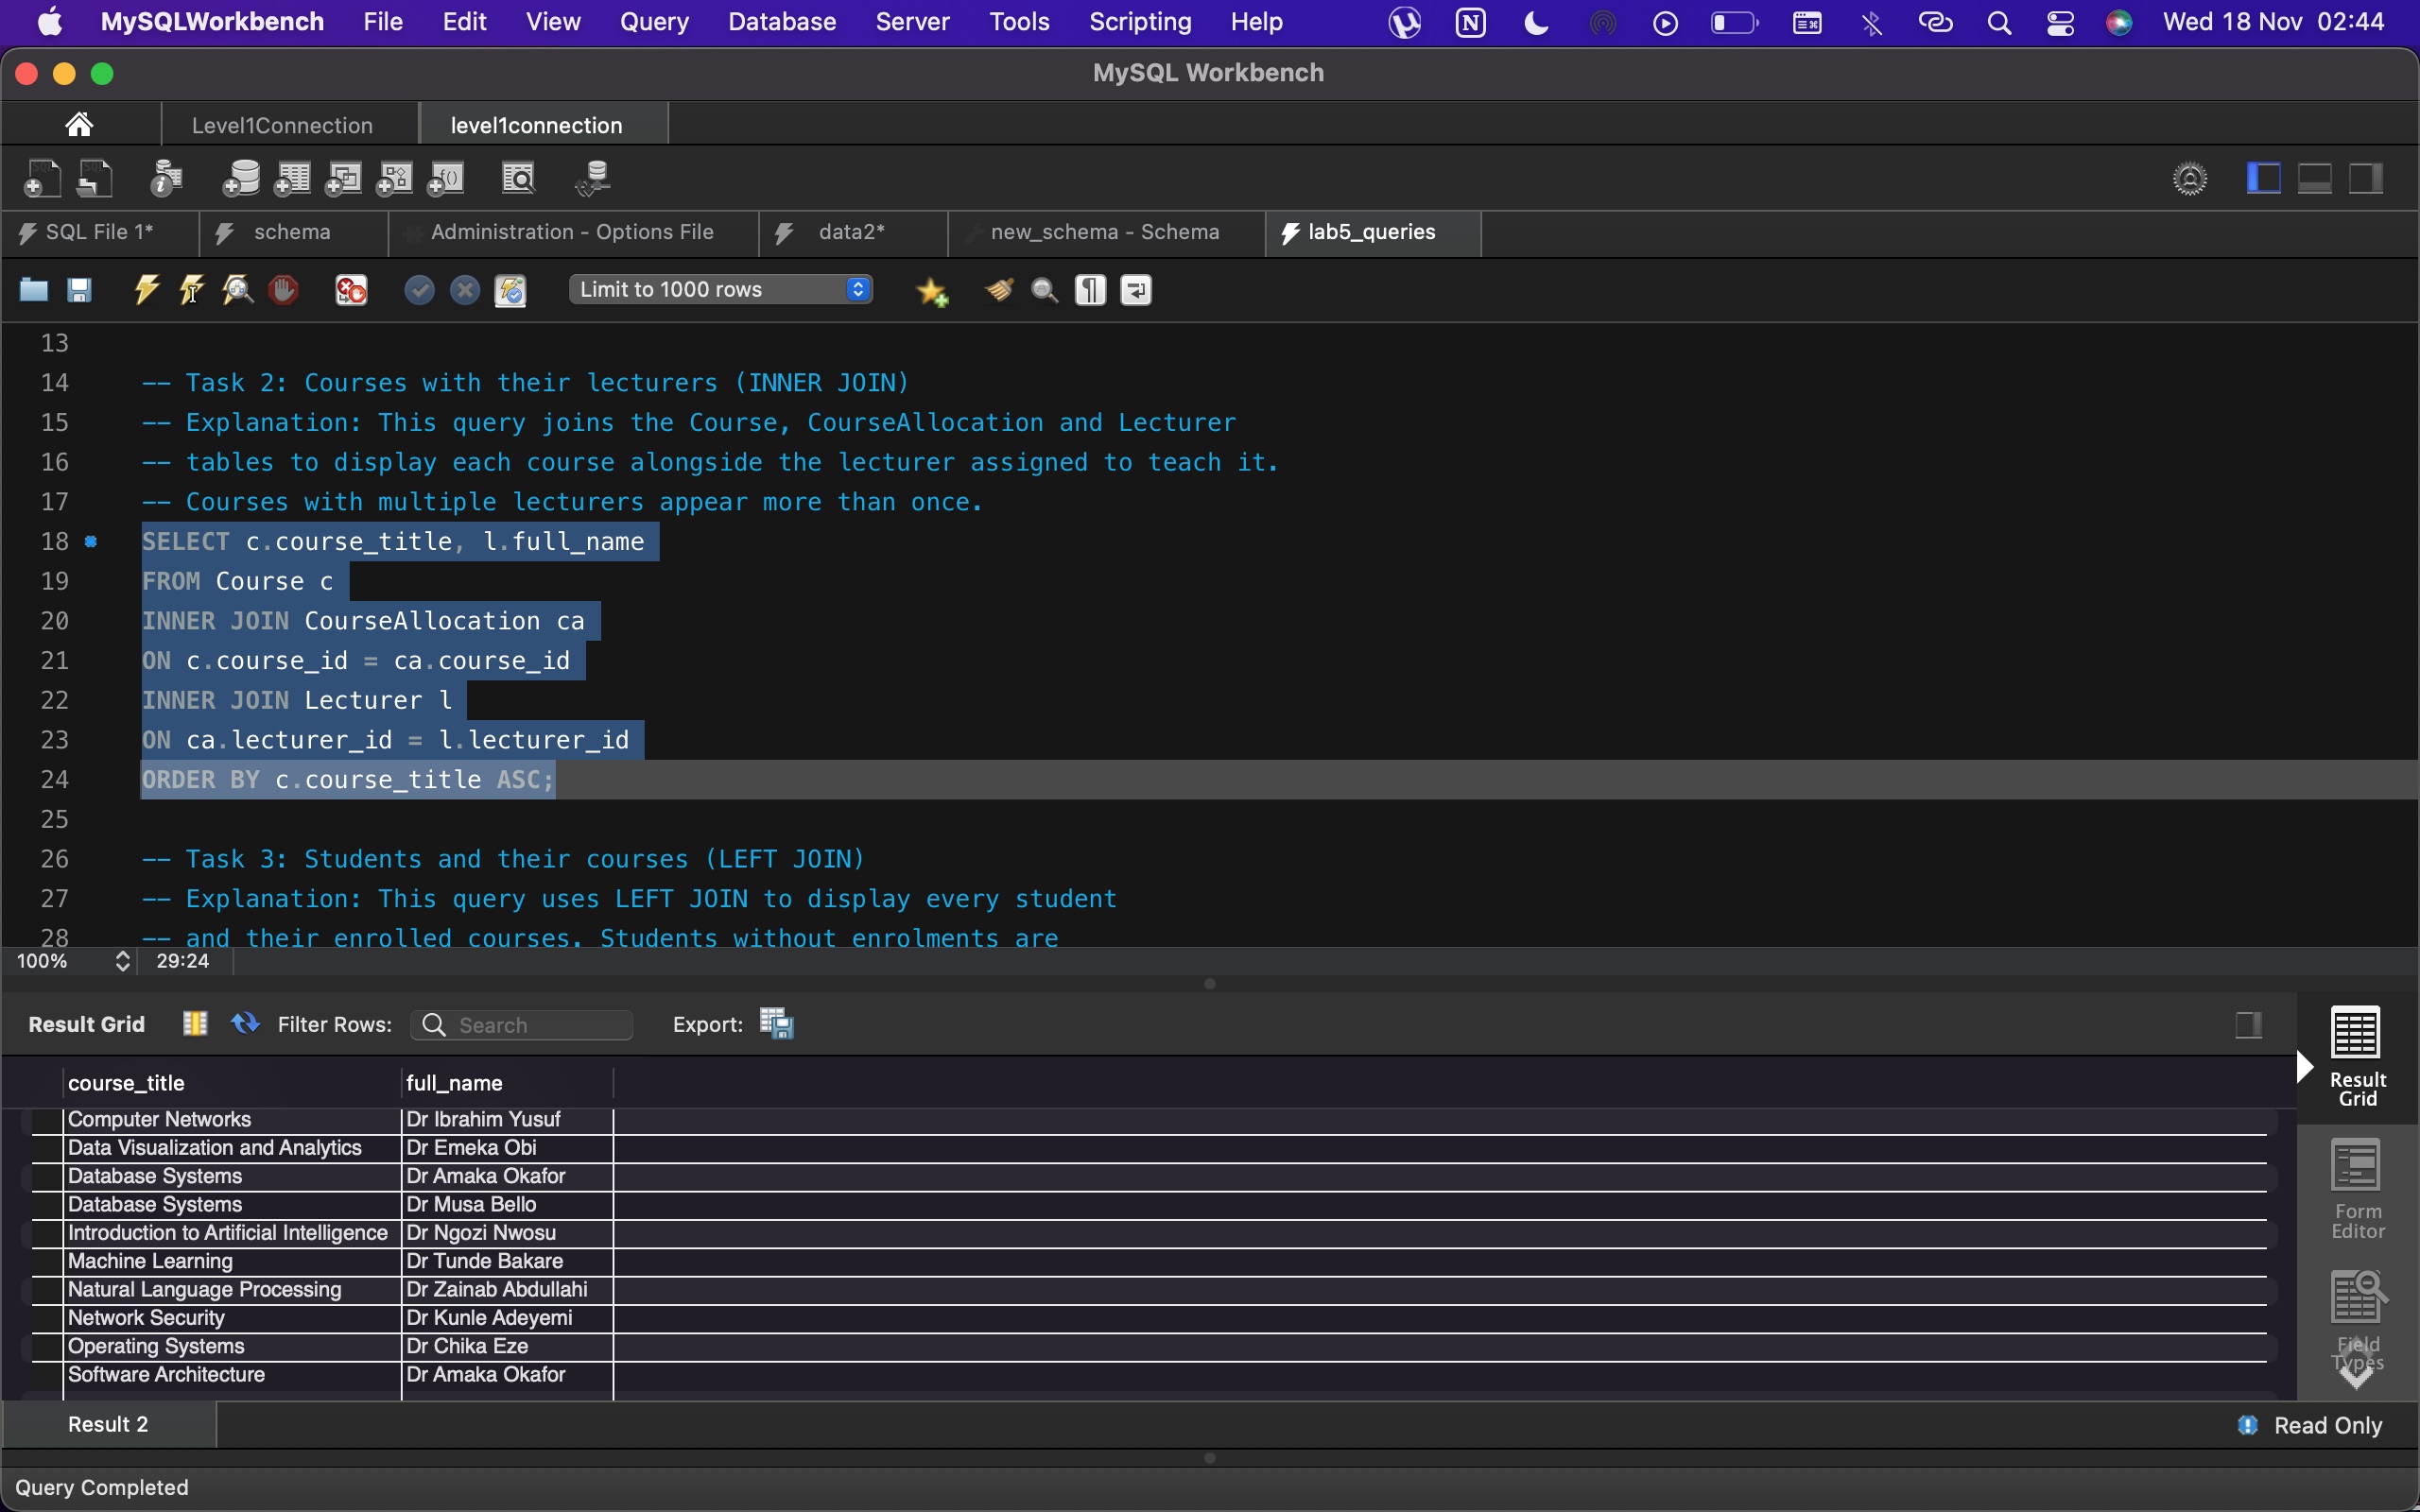 MySQLWorkbench File Edit View Query Database Server Tools Scripting Help Wed 18 Nov 02:44
MySQL Workbench
Level1Connection level1connection
SQL File 1* schema Administration - Options File data2* new_schema - Schema lab5_queries
Limit to 1000 rows
13
14 -- Task 2: Courses with their lecturers (INNER JOIN)
15 -- Explanation: This query joins the Course, CourseAllocation and Lecturer
16 -- tables to display each course alongside the lecturer assigned to teach it.
17 -- Courses with multiple lecturers appear more than once.
18 SELECT c.course_title, l.full_name
19 FROM Course c
20 INNER JOIN CourseAllocation ca
21 ON c.course_id = ca.course_id
22 INNER JOIN Lecturer l
23 ON ca.lecturer_id = l.lecturer_id
24 ORDER BY c.course_title ASC;
25
26 -- Task 3: Students and their courses (LEFT JOIN)
27 -- Explanation: This query uses LEFT JOIN to display every student
28 -- and their enrolled courses. Students without enrolments are
100% 29:24
Result Grid Filter Rows: Search Export:
course_title full_name
Computer Networks Dr Ibrahim Yusuf
Data Visualization and Analytics Dr Emeka Obi
Database Systems Dr Amaka Okafor
Database Systems Dr Musa Bello
Introduction to Artificial Intelligence Dr Ngozi Nwosu
Machine Learning Dr Tunde Bakare
Natural Language Processing Dr Zainab Abdullahi
Network Security Dr Kunle Adeyemi
Operating Systems Dr Chika Eze
Software Architecture Dr Amaka Okafor
Result
Grid
Form
Editor
Field
Types
Result 2 Read Only
Query Completed